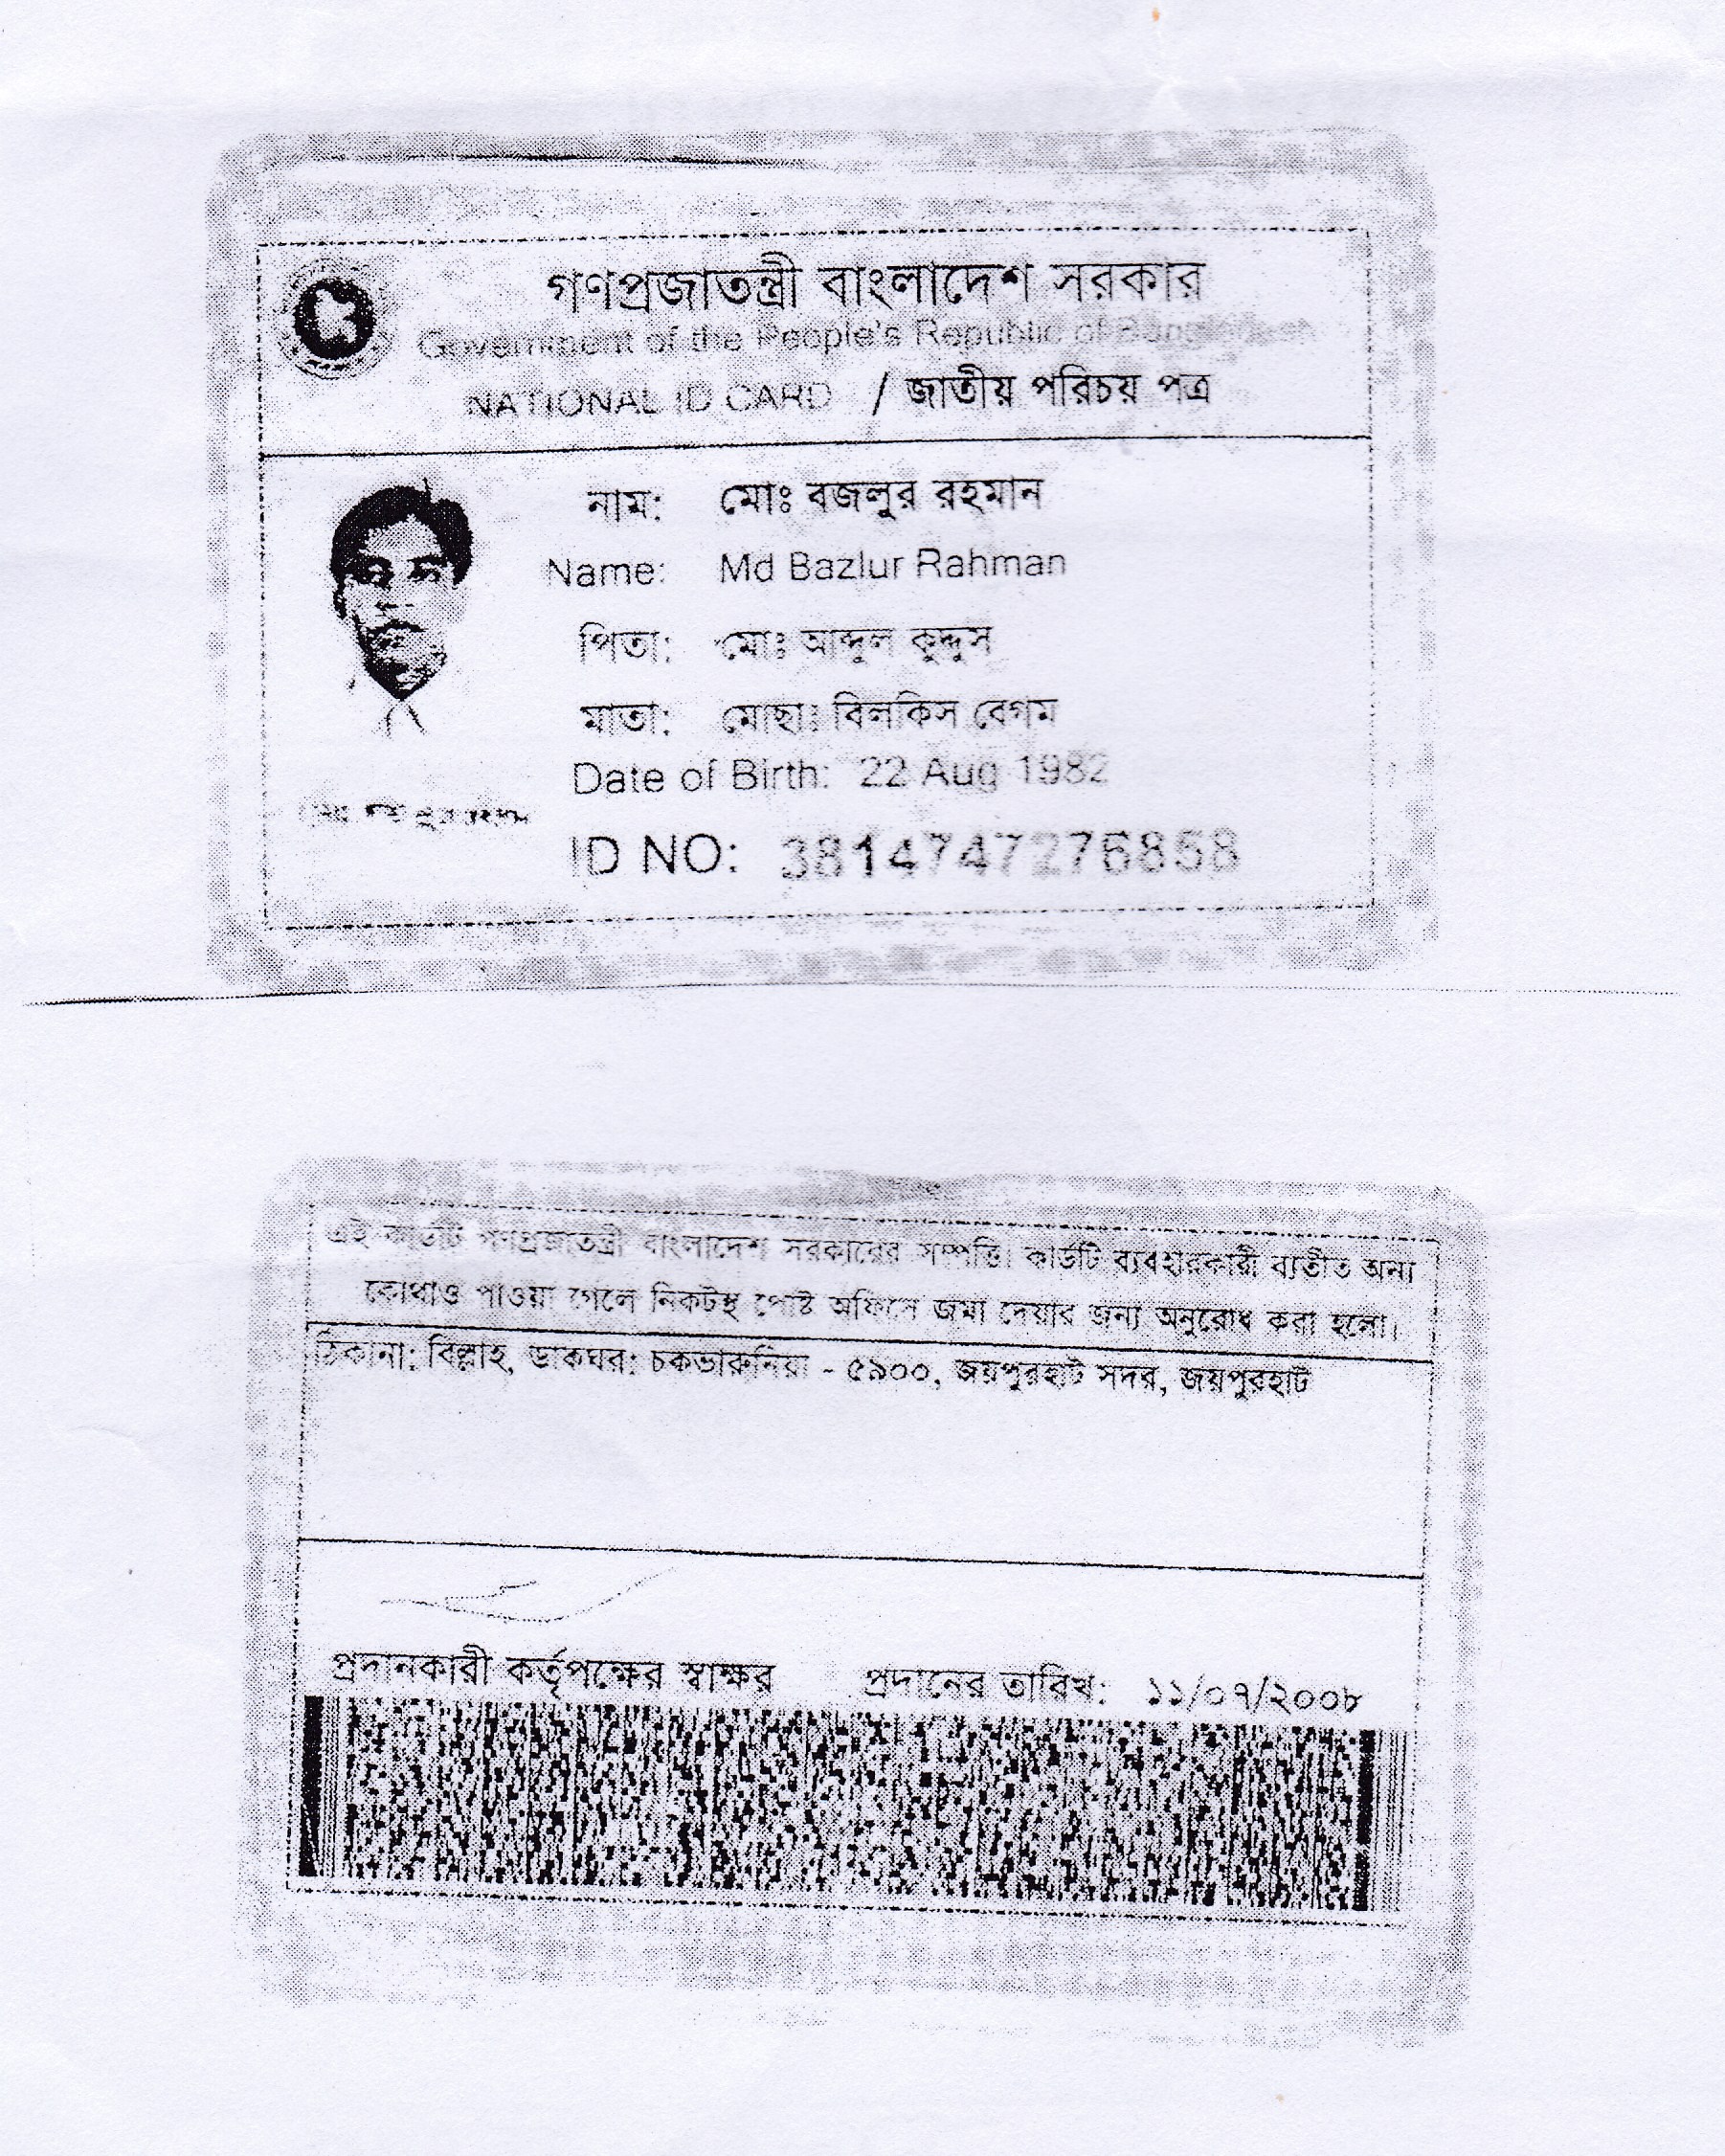 গণপ্রজাতন্ত্রী বাংলাদেশ সরকার
Government of the People's Republic of Bangladesh
NATIONAL ID CARD / জাতীয় পরিচয় পত্র
নাম: মোঃ বজলুর রহমান
Name: Md Bazlur Rahman
পিতা: মোঃ আব্দুল কুদ্দুস
মাতা: মোছাঃ বিলকিস বেগম
Date of Birth: 22 Aug 1982
ID NO: 3814747276858
এই কার্ডটি গণপ্রজাতন্ত্রী বাংলাদেশ সরকারের সম্পত্তি। কার্ডটি ব্যবহারকারী ব্যতীত অন্য
কোথাও পাওয়া গেলে নিকটস্থ পোষ্ট অফিসে জমা দেয়ার জন্য অনুরোধ করা হলো।
ঠিকানা: বিল্লাহ, ডাকঘর: চকভারুনিয়া - ৫৯০০, জয়পুরহাট সদর, জয়পুরহাট
প্রদানকারী কর্তৃপক্ষের স্বাক্ষর প্রদানের তারিখ: ১১/০৭/২০০৮